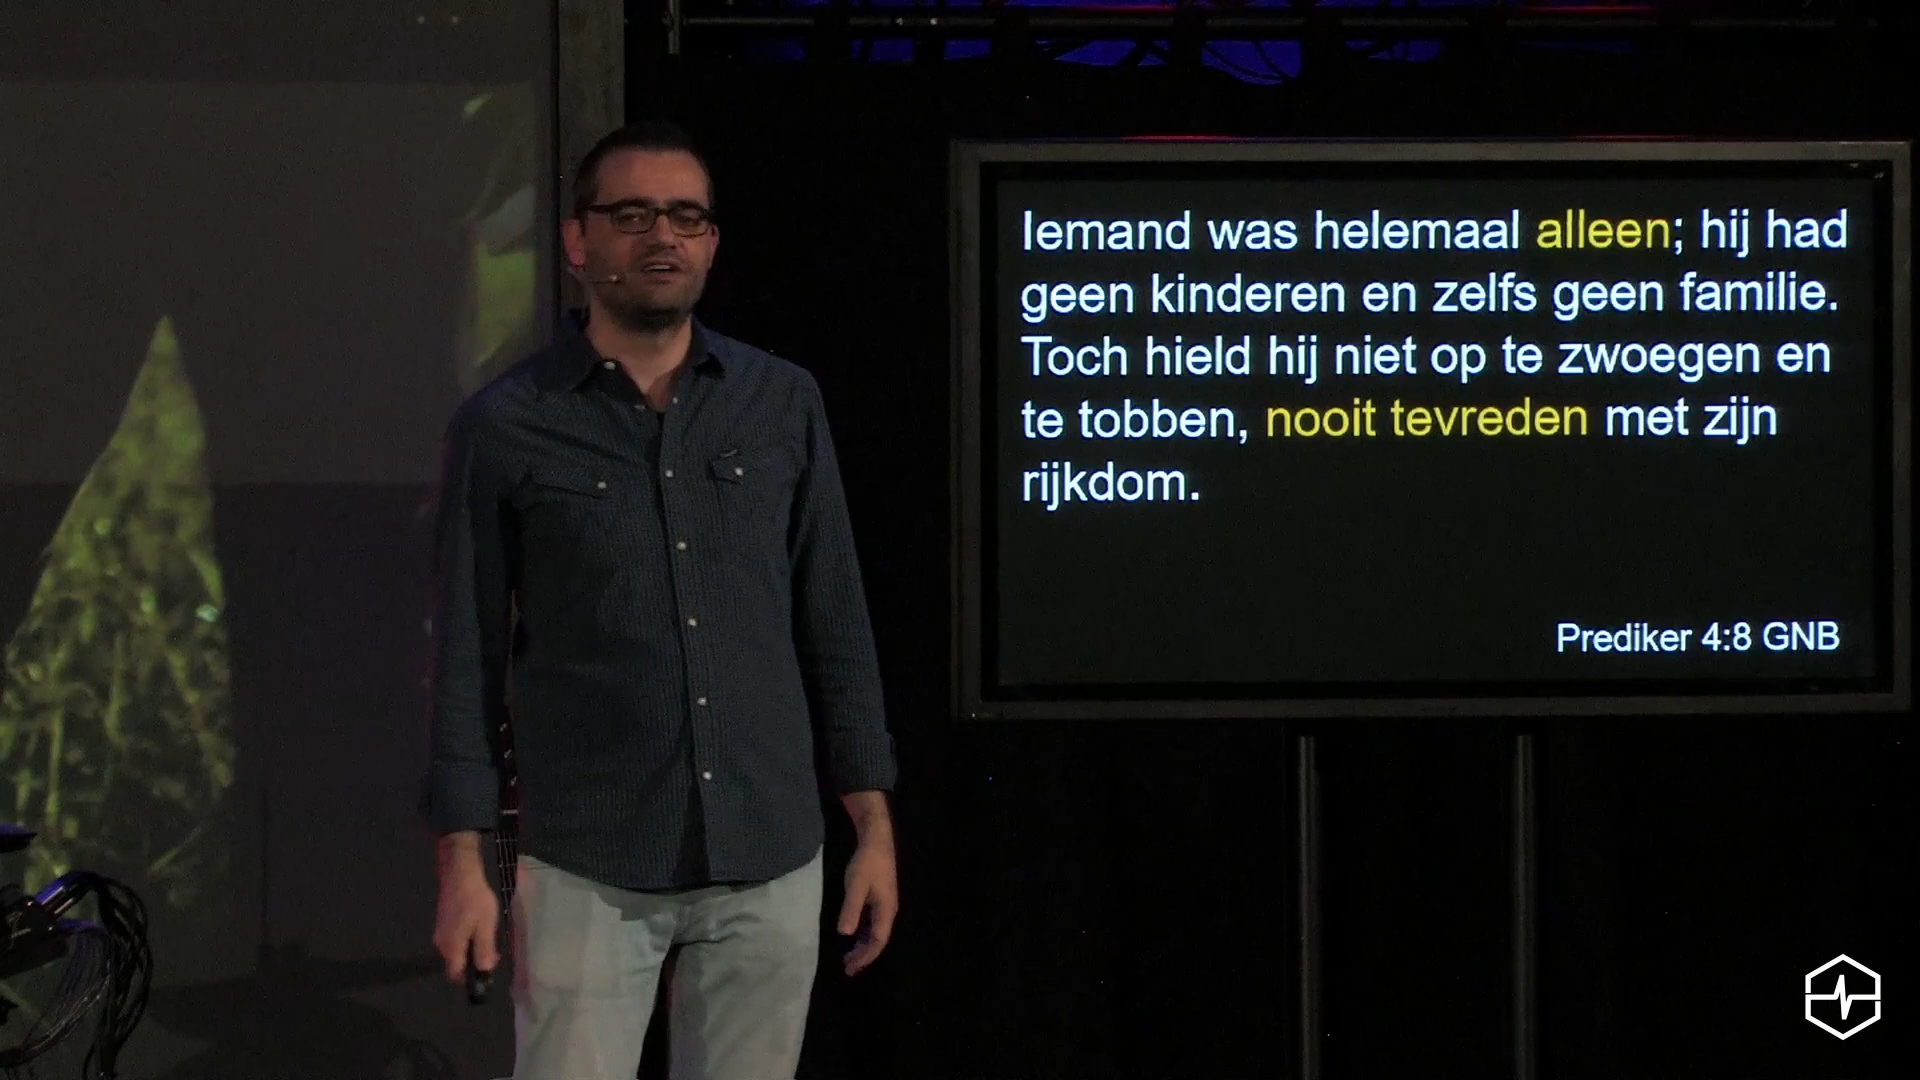 Iemand was helemaal alleen; hij had
geen kinderen en zelfs geen familie.
Toch hield hij niet op te zwoegen en
te tobben, nooit tevreden met zijn
rijkdom.
Prediker 4:8 GNB